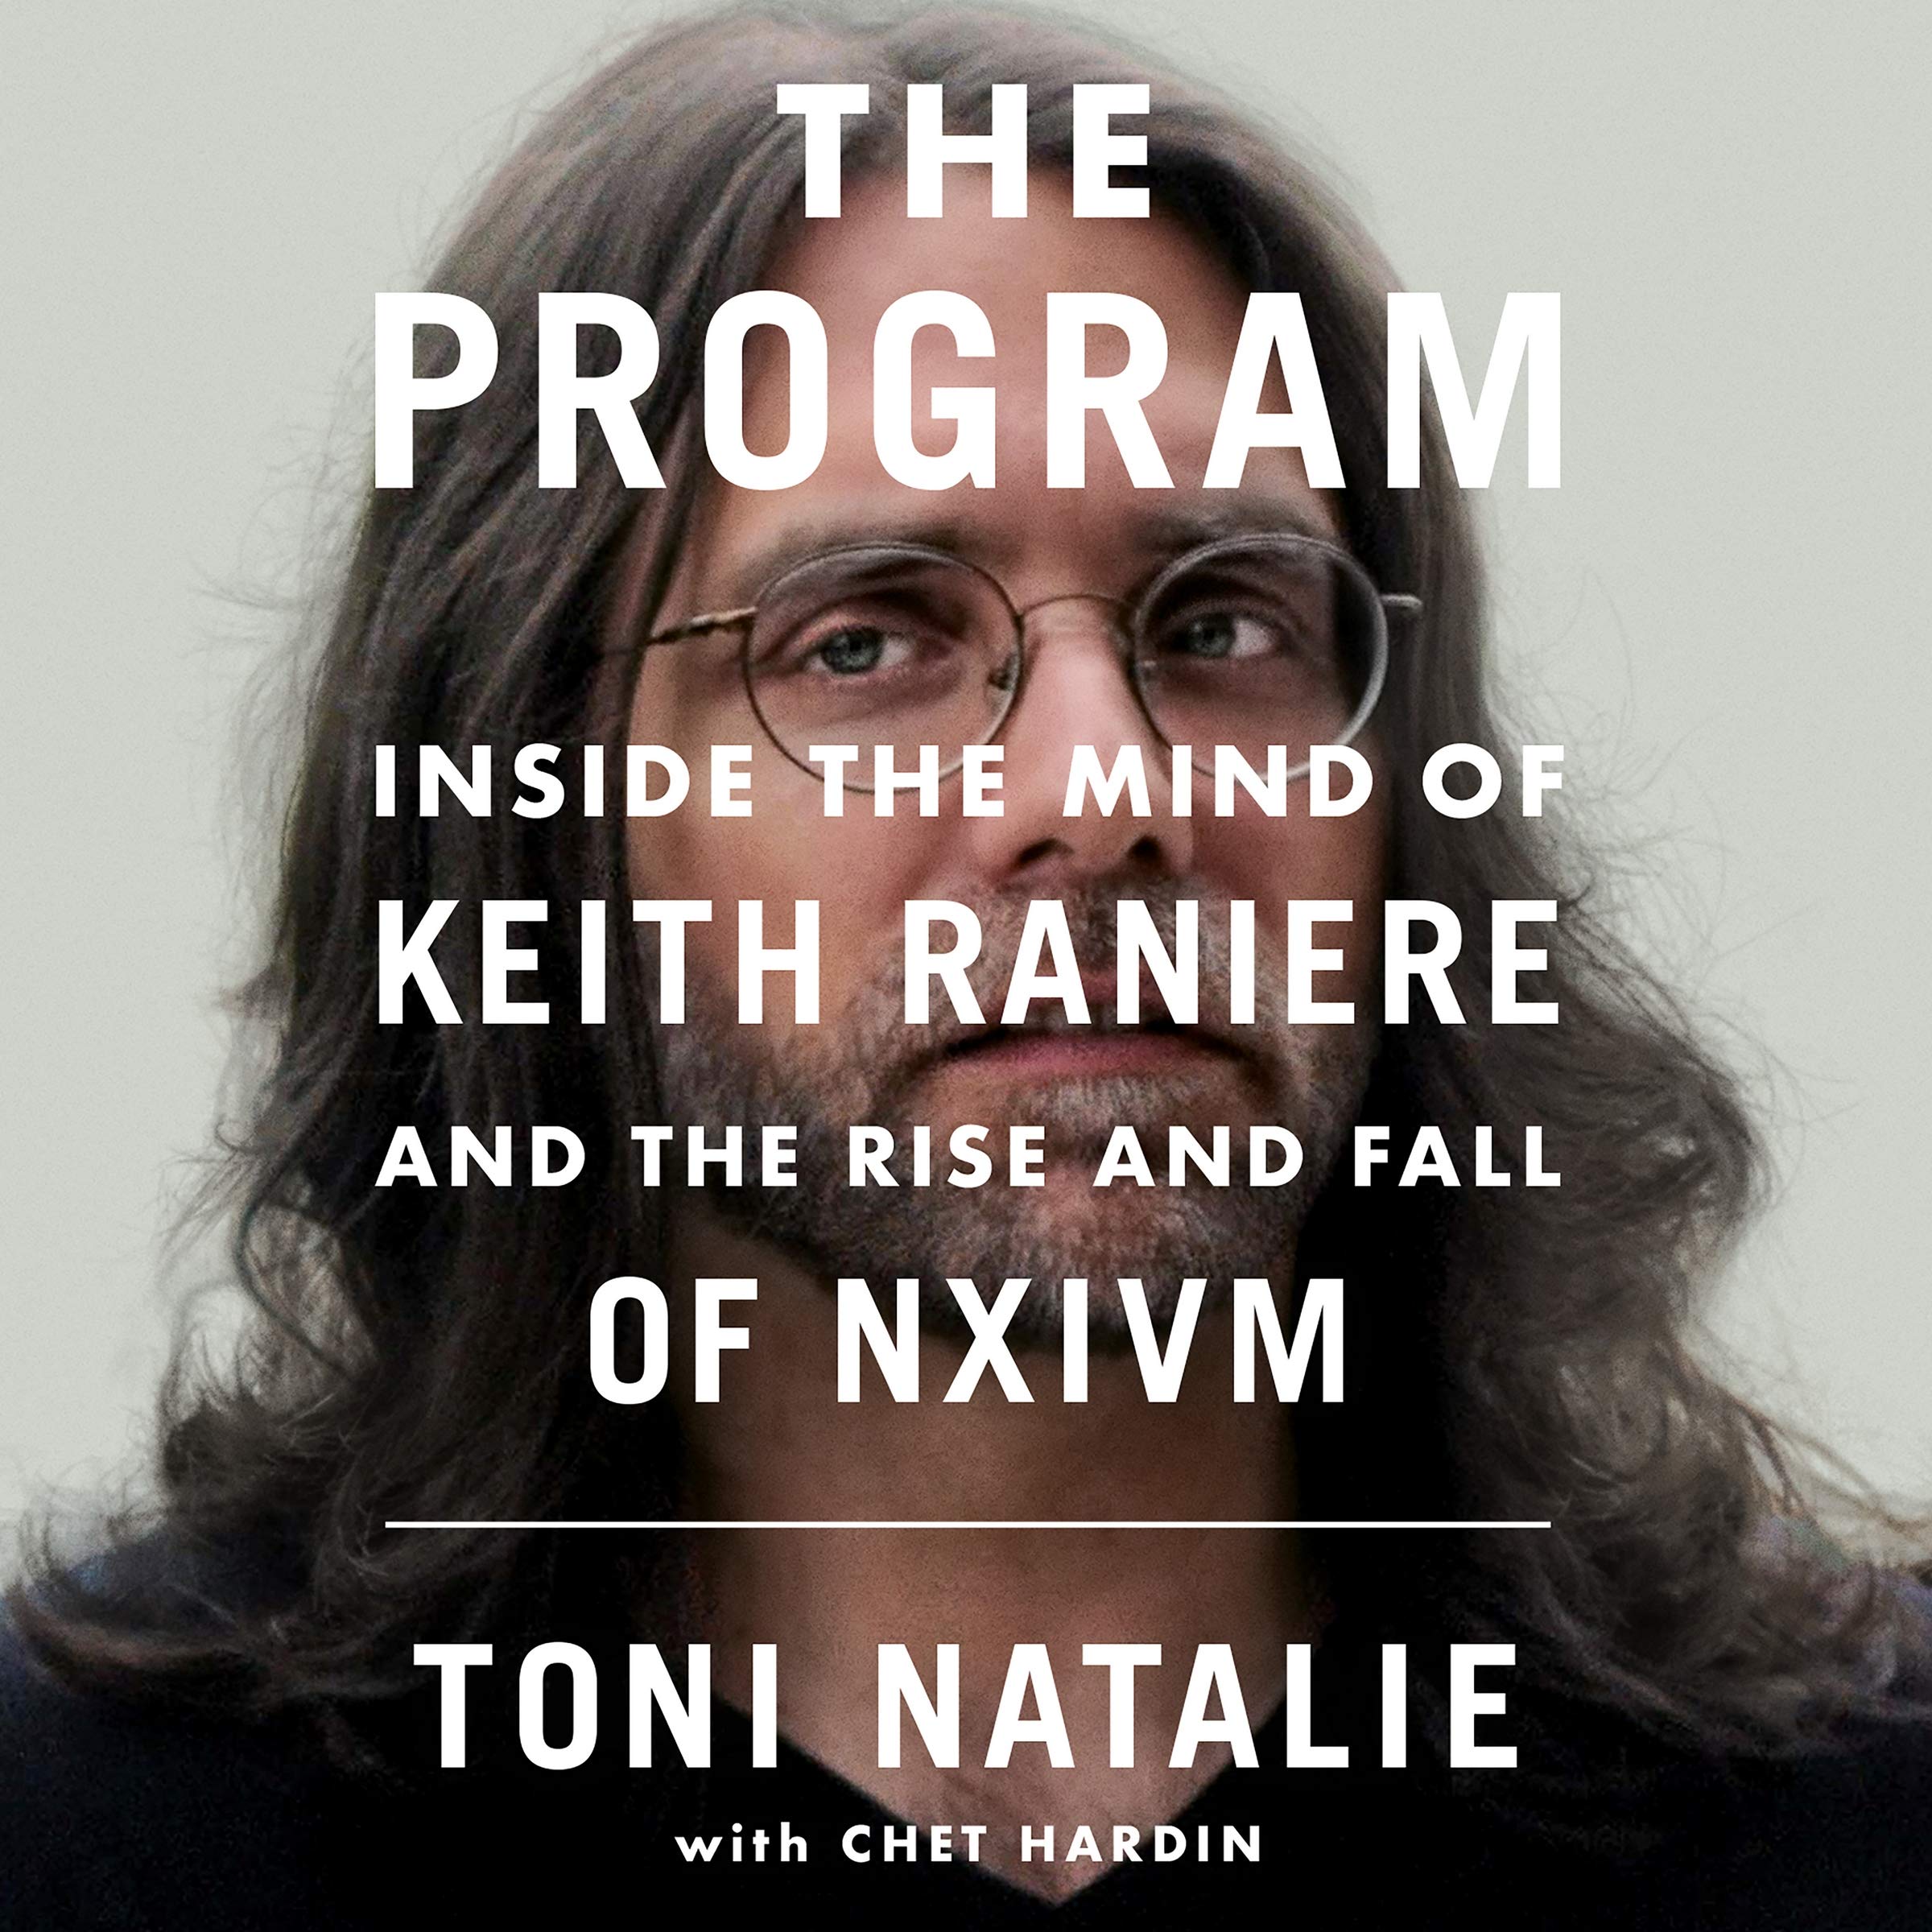 THE
PROGRAM
INSIDE THE MIND OF
KEITH RANIERE
AND THE RISE AND FALL
OF NXIVM
TONI NATALIE
with CHET HARDIN